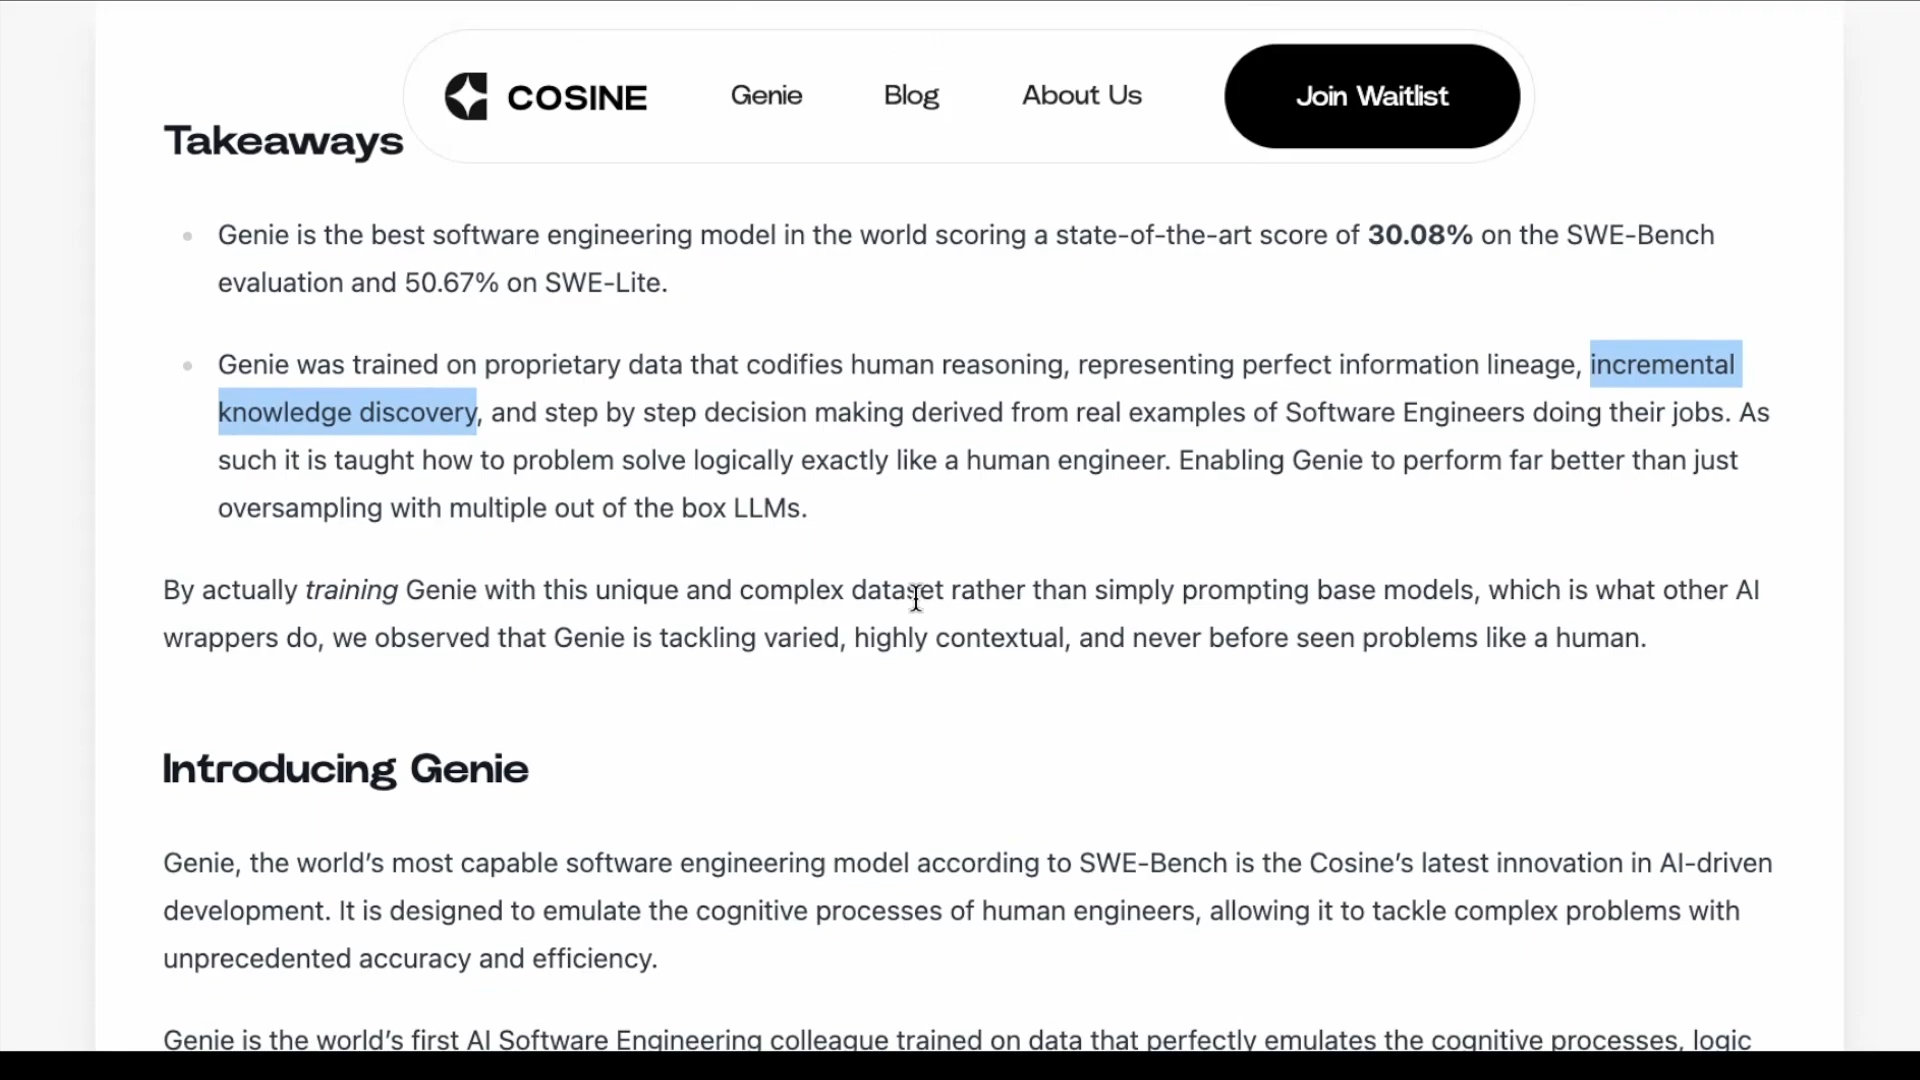 COSINE Genie Blog About Us Join Waitlist
Takeaways
Genie is the best software engineering model in the world scoring a state-of-the-art score of 30.08% on the SWE-Bench
evaluation and 50.67% on SWE-Lite.
Genie was trained on proprietary data that codifies human reasoning, representing perfect information lineage, incremental
knowledge discovery, and step by step decision making derived from real examples of Software Engineers doing their jobs. As
such it is taught how to problem solve logically exactly like a human engineer. Enabling Genie to perform far better than just
oversampling with multiple out of the box LLMs.
By actually training Genie with this unique and complex dataset rather than simply prompting base models, which is what other AI
wrappers do, we observed that Genie is tackling varied, highly contextual, and never before seen problems like a human.
Introducing Genie
Genie, the world’s most capable software engineering model according to SWE-Bench is the Cosine’s latest innovation in AI-driven
development. It is designed to emulate the cognitive processes of human engineers, allowing it to tackle complex problems with
unprecedented accuracy and efficiency.
Genie is the world’s first AI Software Engineering colleague trained on data that perfectly emulates the cognitive processes, logic